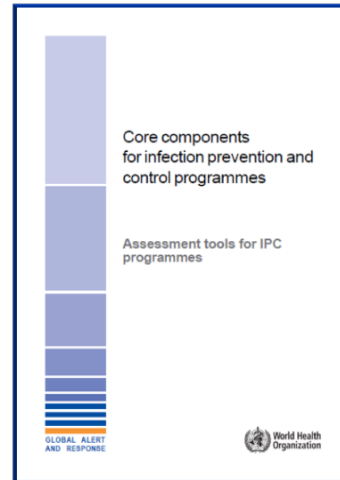 Core components
for infection prevention and
control programmes
Assessment tools for IPC
programmes
GLOBAL ALERT
AND RESPONSE
World Health
Organization